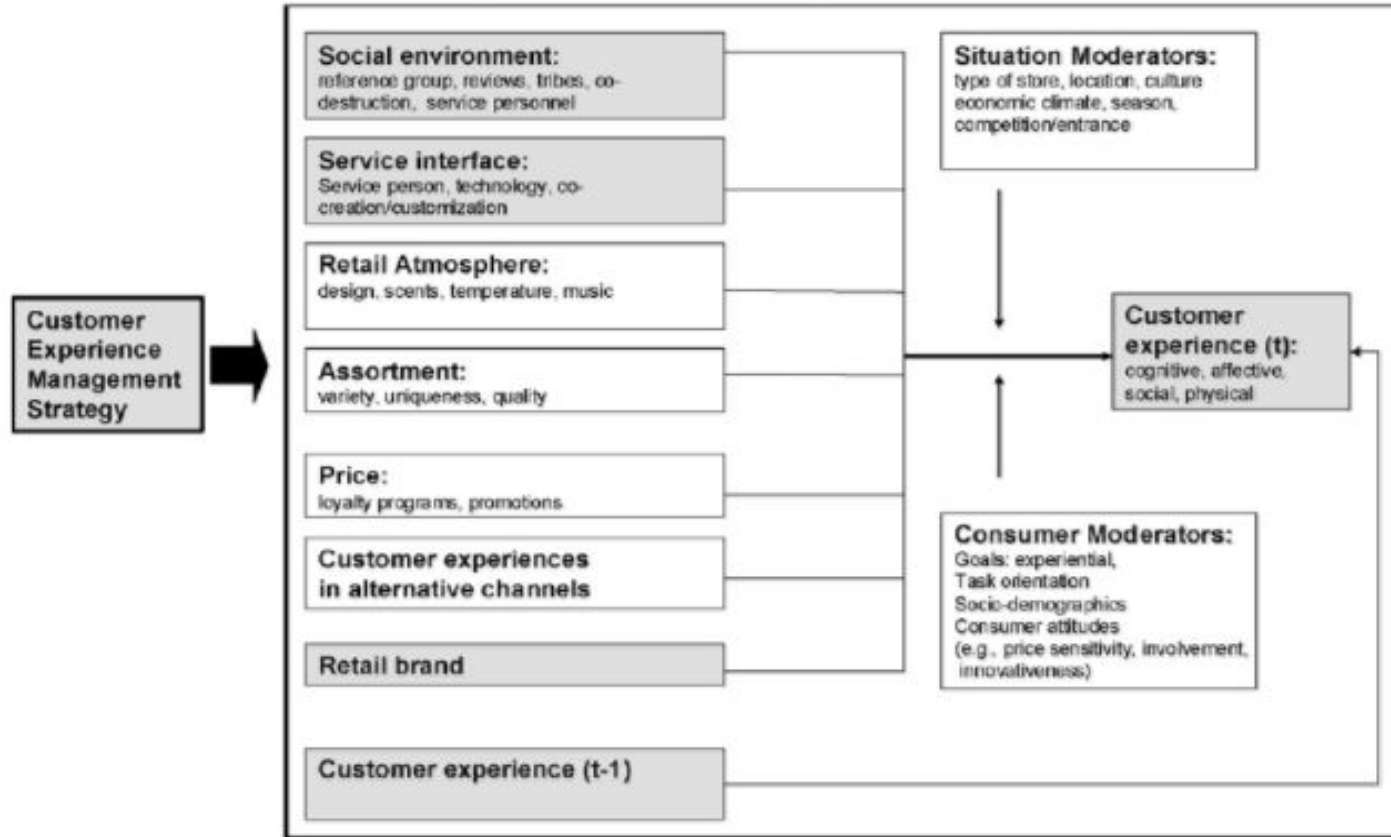 Customer
Experience
Management
Strategy
Social environment:
reference group, reviews, tribes, co-
destruction, service personnel
Service interface:
Service person, technology, co-
creation/customization
Retail Atmosphere:
design, scents, temperature, music
Assortment:
variety, uniqueness, quality
Price:
loyalty programs, promotions
Customer experiences
in alternative channels
Retail brand
Customer experience (t-1)
Situation Moderators:
type of store, location, culture
economic climate, season,
competition/entrance
Consumer Moderators:
Goals: experiential,
Task orientation
Socio-demographics
Consumer attitudes
(e.g., price sensitivity, involvement,
innovativeness)
Customer
experience (t):
cognitive, affective,
social, physical